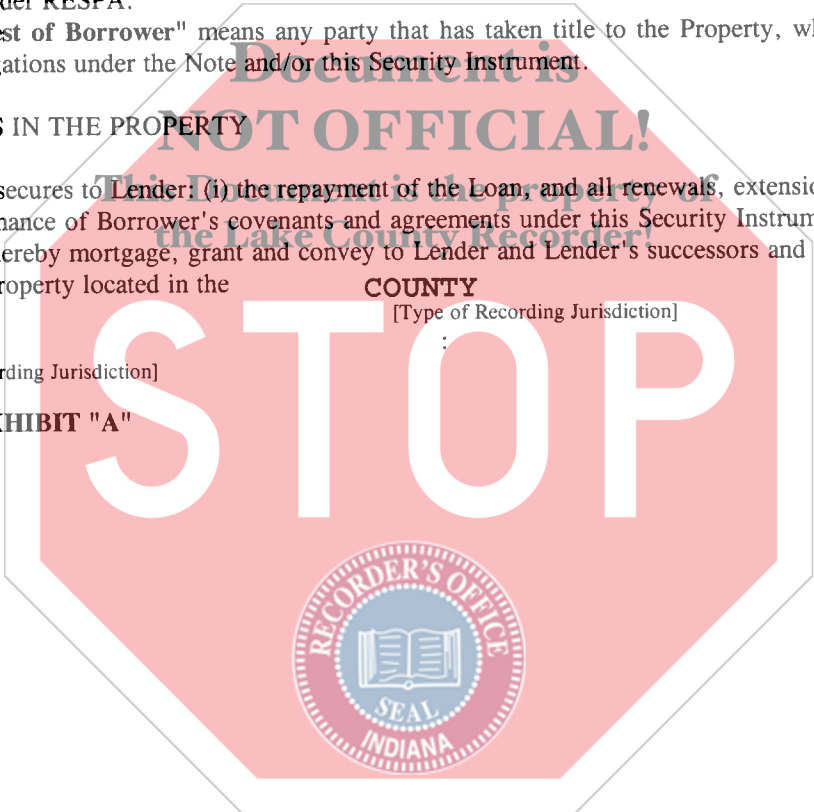 der RESPA.
st of Borrower" means any party that has taken title to the Property, wh
gations under the Note and/or this Security Instrument.
Document is
S IN THE PROPERTY
NOT OFFICIAL!
secures to Lender: (i) the repayment of the Loan, and all renewals, extensio
This Document is the property of
mance of Borrower's covenants and agreements under this Security Instrum
the Lake County Recorder!
ereby mortgage, grant and convey to Lender and Lender's successors and
roperty located in the COUNTY
[Type of Recording Jurisdiction]
:
rding Jurisdiction]
XHIBIT "A"
STOP
RECORDER'S OFFICE
SEAL
INDIANA